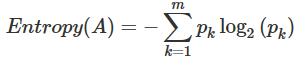 Entropy(A) = − ∑_{k=1}^{m} p_k log_2 (p_k)